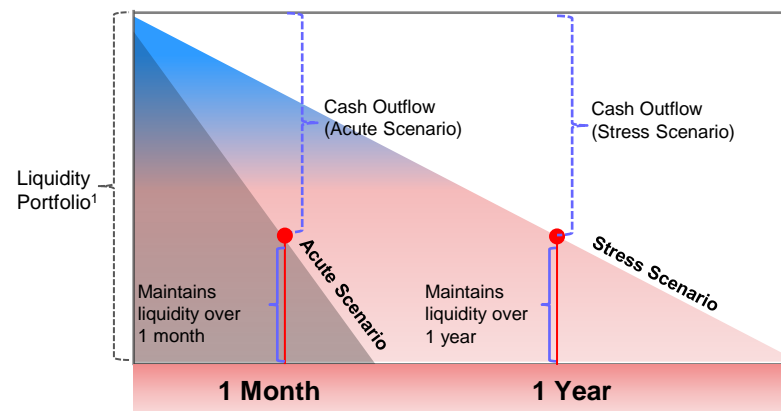 Liquidity
Portfolio¹
Cash Outflow
(Acute Scenario)
Cash Outflow
(Stress Scenario)
Acute Scenario
Stress Scenario
Maintains
liquidity over
1 month
Maintains
liquidity over
1 year
1 Month
1 Year